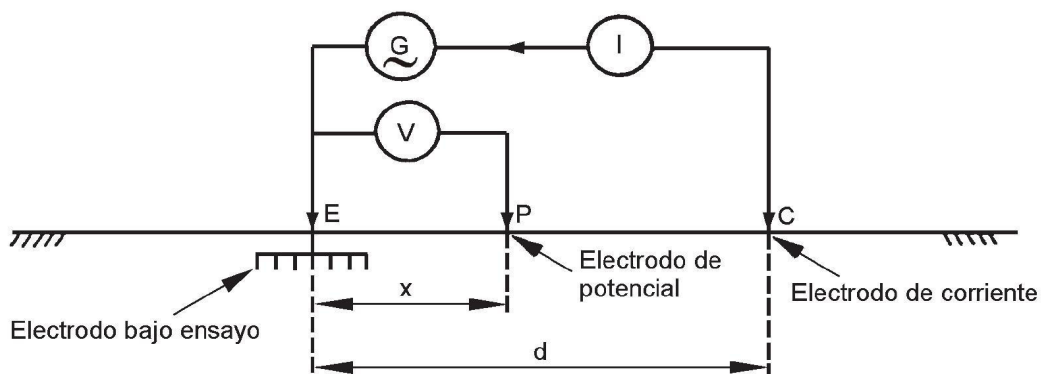 G
I
V
E
P
C
Electrodo de
potencial
Electrodo de corriente
x
Electrodo bajo ensayo
d